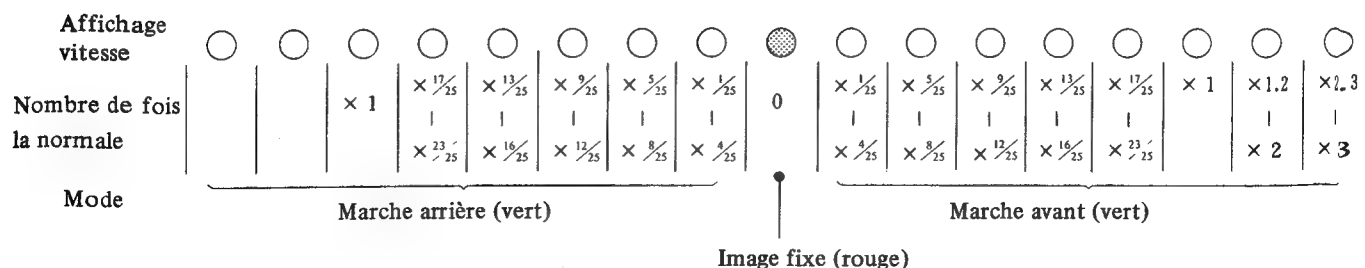 Affichage
vitesse
Nombre de fois
la normale
× 1 × 17/25 × 13/25 × 9/25 × 5/25 × 1/25 0 × 1/25 × 5/25 × 9/25 × 13/25 × 17/25 × 1 × 1.2 × 2.3
× 23/25 × 16/25 × 12/25 × 8/25 × 4/25 × 4/25 × 8/25 × 12/25 × 16/25 × 23/25 × 2 × 3
Mode
Marche arrière (vert) Marche avant (vert)
Image fixe (rouge)